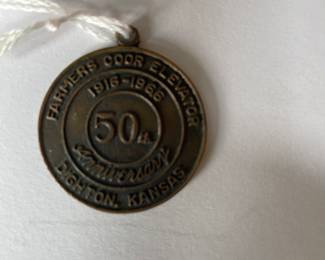 FARMERS COOP ELEVATOR
1916-1966
50th
Anniversary
DIGHTON, KANSAS